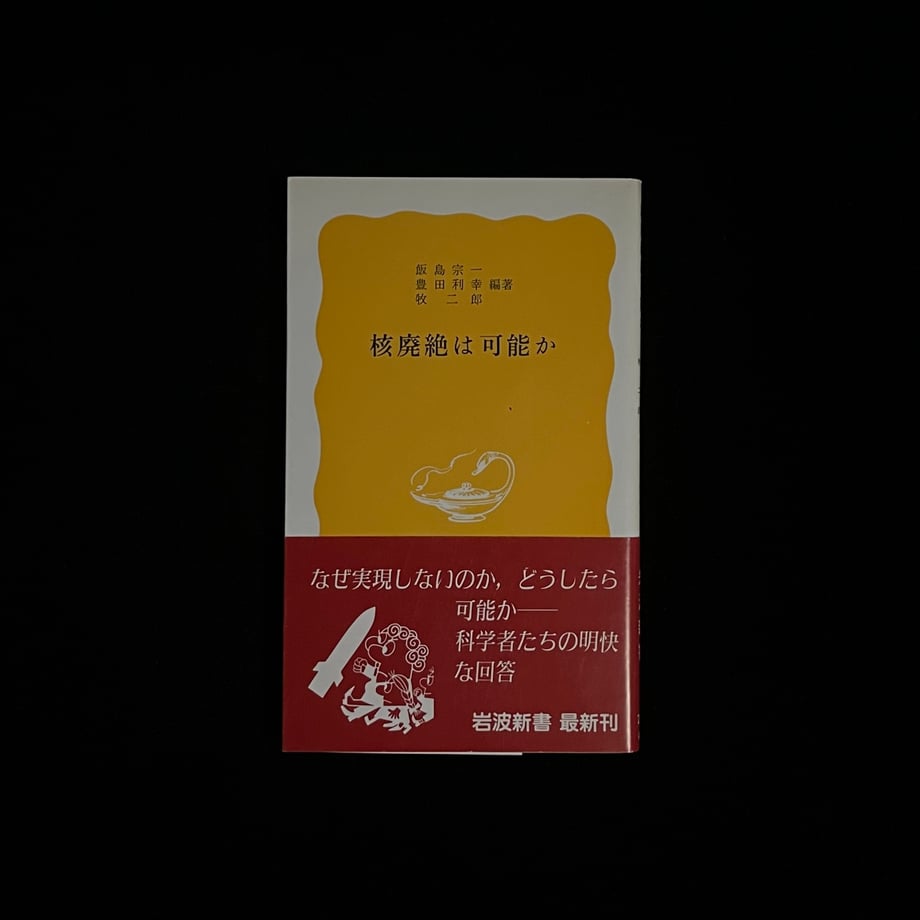 飯島宗一
豊田利幸 編著
牧二郎
核廃絶は可能か
なぜ実現しないのか，どうしたら
可能か——
科学者たちの明快
な回答
岩波新書 最新刊